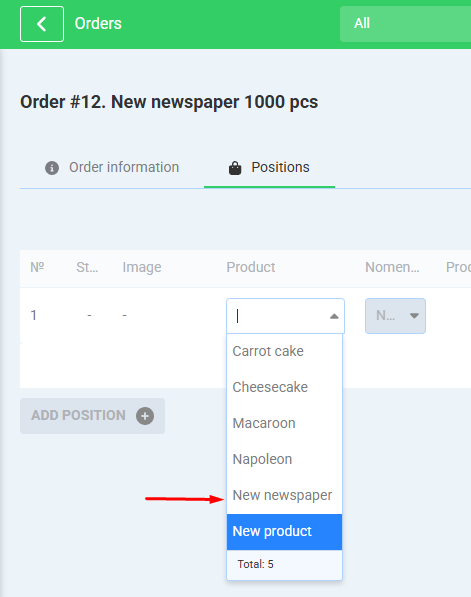 Orders
All
Order #12. New newspaper 1000 pcs
Order information
Positions
№ St... Image Product Nomen... Proc
1 - - N...
Carrot cake
Cheesecake
Macaroon
Napoleon
New newspaper
New product
Total: 5
ADD POSITION